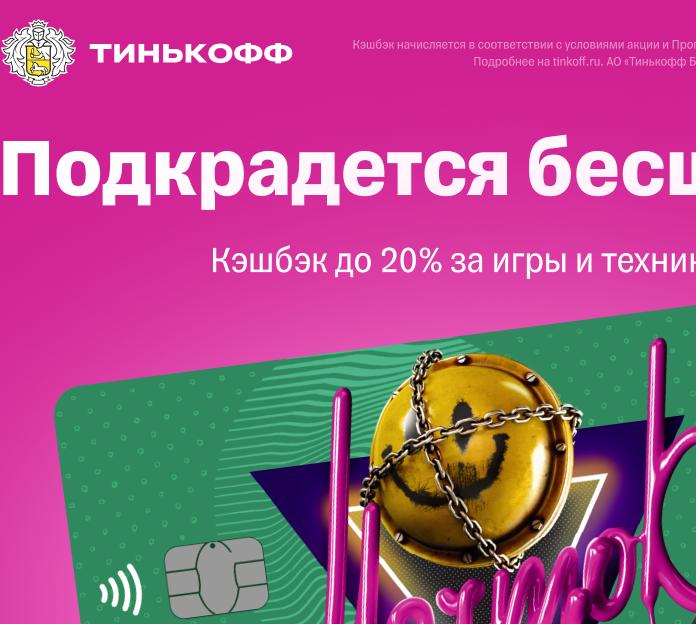 ТИНЬКОФФ
Кэшбэк начисляется в соответствии с условиями акции и
Подробнее на tinkoff.ru. АО «Тинькофф
Подкрадется
Кэшбэк до 20% за игры и